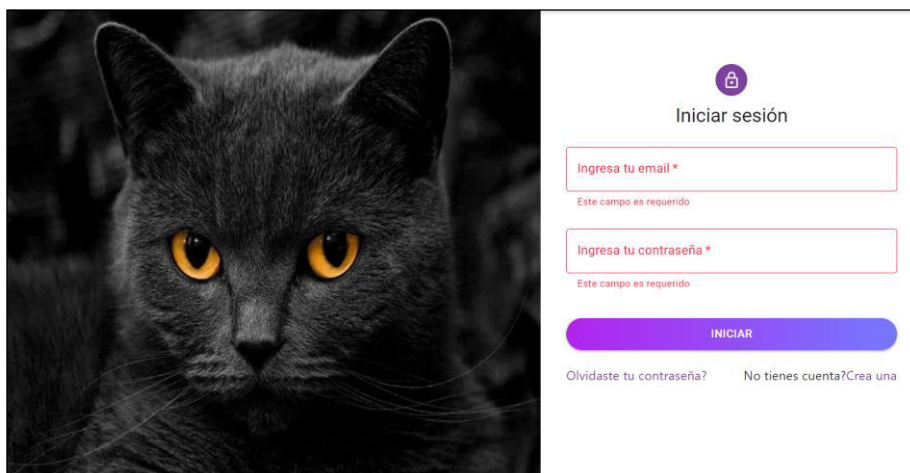 Iniciar sesión
Ingresa tu email *
Este campo es requerido
Ingresa tu contraseña *
Este campo es requerido
INICIAR
Olvidaste tu contraseña? No tienes cuenta?Crea una